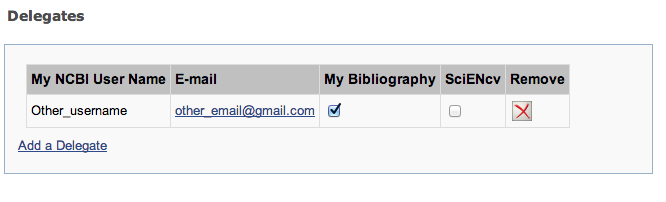 Delegates
My NCBI User Name E-mail My Bibliography SciENcv Remove
Other_username other_email@gmail.com
Add a Delegate